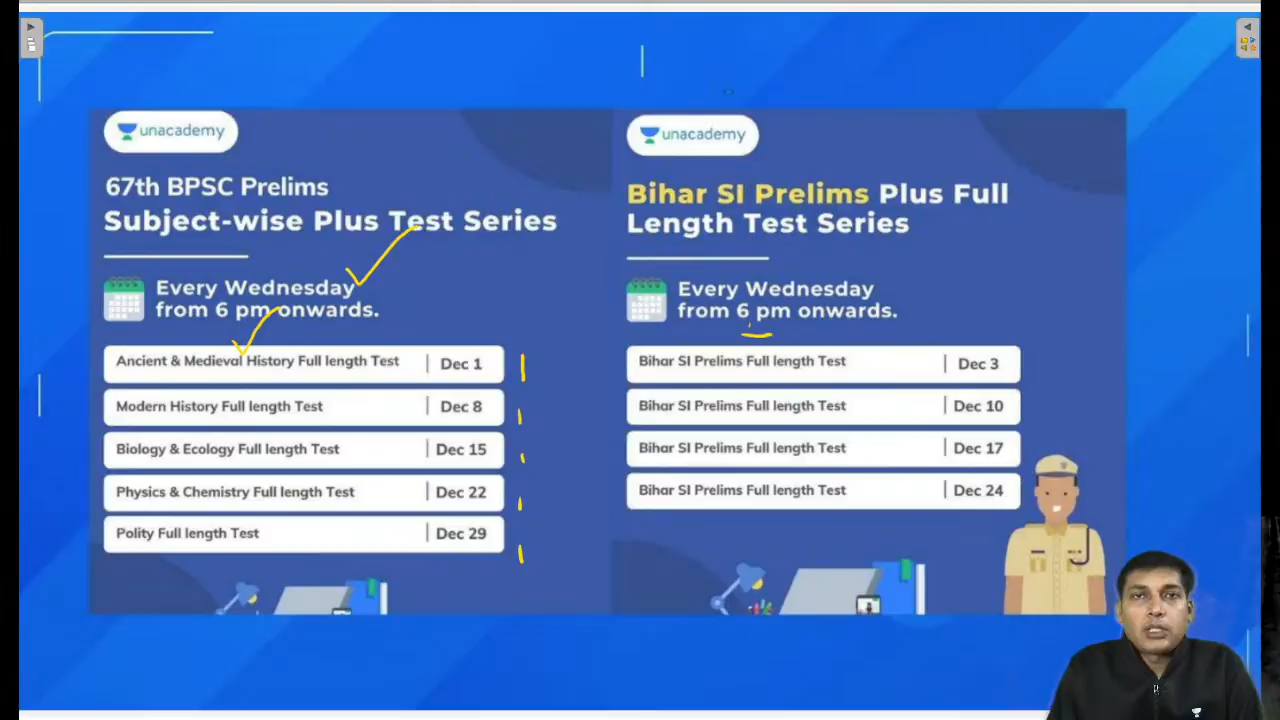 unacademy
67th BPSC Prelims
Subject-wise Plus Test Series
Every Wednesday
from 6 pm onwards.
Ancient & Medieval History Full length Test | Dec 1
Modern History Full length Test | Dec 8
Biology & Ecology Full length Test | Dec 15
Physics & Chemistry Full length Test | Dec 22
Polity Full length Test | Dec 29
unacademy
Bihar SI Prelims Plus Full
Length Test Series
Every Wednesday
from 6 pm onwards.
Bihar SI Prelims Full length Test | Dec 3
Bihar SI Prelims Full length Test | Dec 10
Bihar SI Prelims Full length Test | Dec 17
Bihar SI Prelims Full length Test | Dec 24